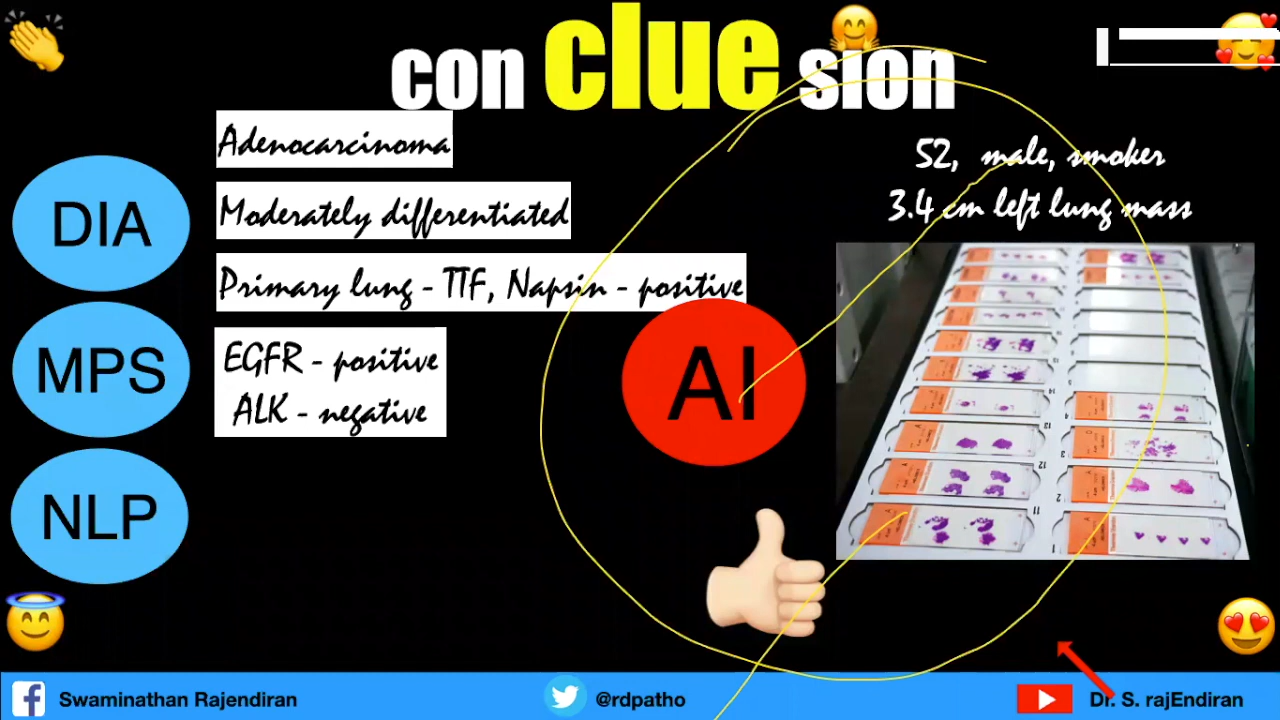 con clue sion
Adenocarcinoma
Moderately differentiated
Primary lung - TTF, Napsin - positive
EGFR - positive
ALK - negative
DIA
MPS
NLP
AI
52, male, smoker
3.4 cm left lung mass
Swaminathan Rajendiran
@rdpatho
Dr. S. rajEndiran